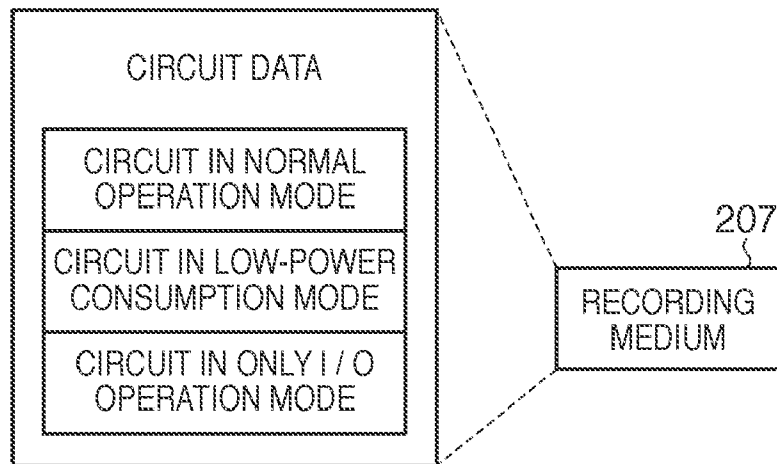 CIRCUIT DATA
CIRCUIT IN NORMAL
OPERATION MODE
CIRCUIT IN LOW-POWER
CONSUMPTION MODE
CIRCUIT IN ONLY I / O
OPERATION MODE
207
RECORDING
MEDIUM